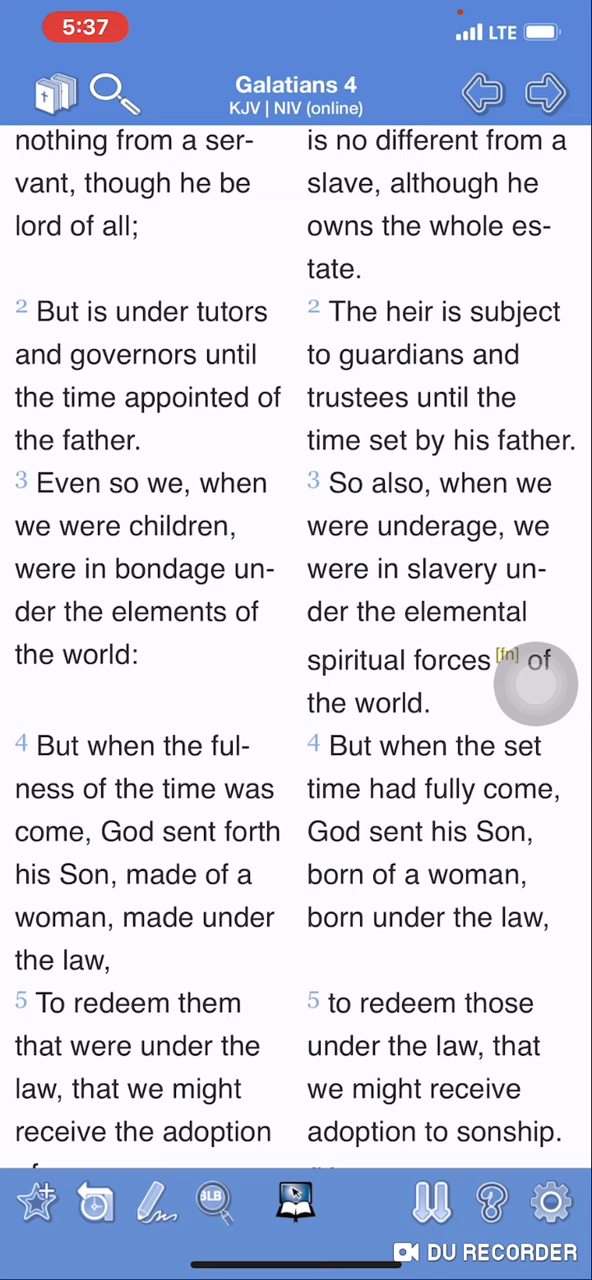 5:37
LTE
Galatians 4
KJV | NIV (online)
nothing from a ser-
vant, though he be
lord of all;
2 But is under tutors
and governors until
the time appointed of
the father.
3 Even so we, when
we were children,
were in bondage un-
der the elements of
the world:
4 But when the ful-
ness of the time was
come, God sent forth
his Son, made of a
woman, made under
the law,
5 To redeem them
that were under the
law, that we might
receive the adoption
is no different from a
slave, although he
owns the whole es-
tate.
2 The heir is subject
to guardians and
trustees until the
time set by his father.
3 So also, when we
were underage, we
were in slavery un-
der the elemental
spiritual forces [fn] of
the world.
4 But when the set
time had fully come,
God sent his Son,
born of a woman,
born under the law,
5 to redeem those
under the law, that
we might receive
adoption to sonship.
BLB
DU RECORDER